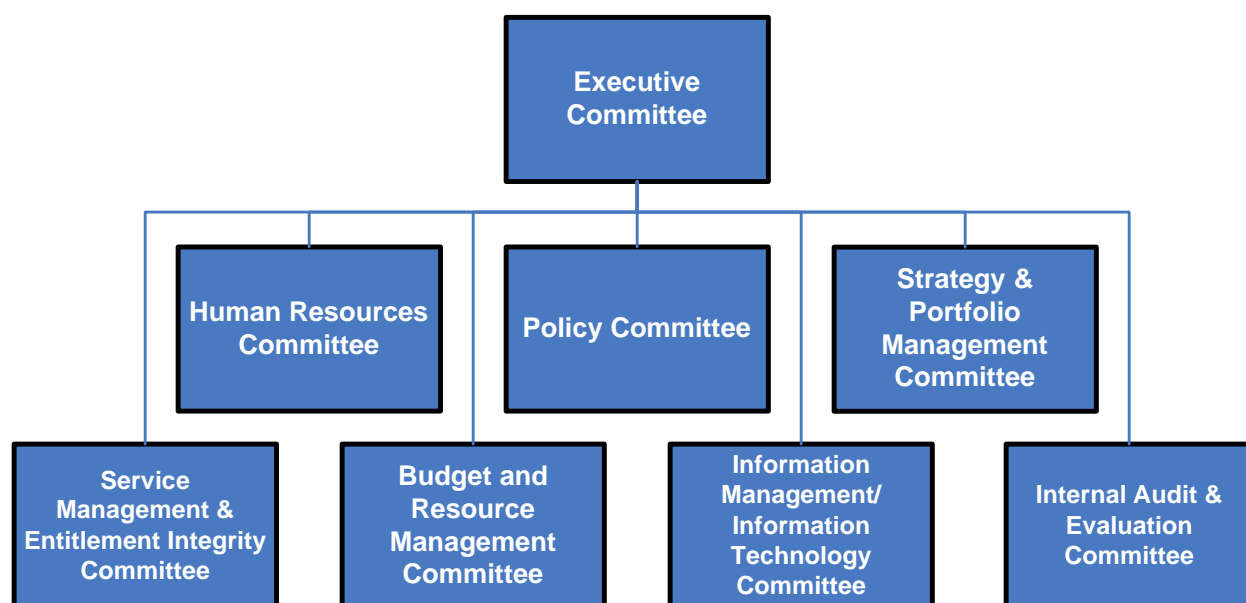 Executive
Committee
Human Resources
Committee
Policy Committee
Strategy &
Portfolio
Management
Committee
Service
Management &
Entitlement Integrity
Committee
Budget and
Resource
Management
Committee
Information
Management/
Information
Technology
Committee
Internal Audit &
Evaluation
Committee